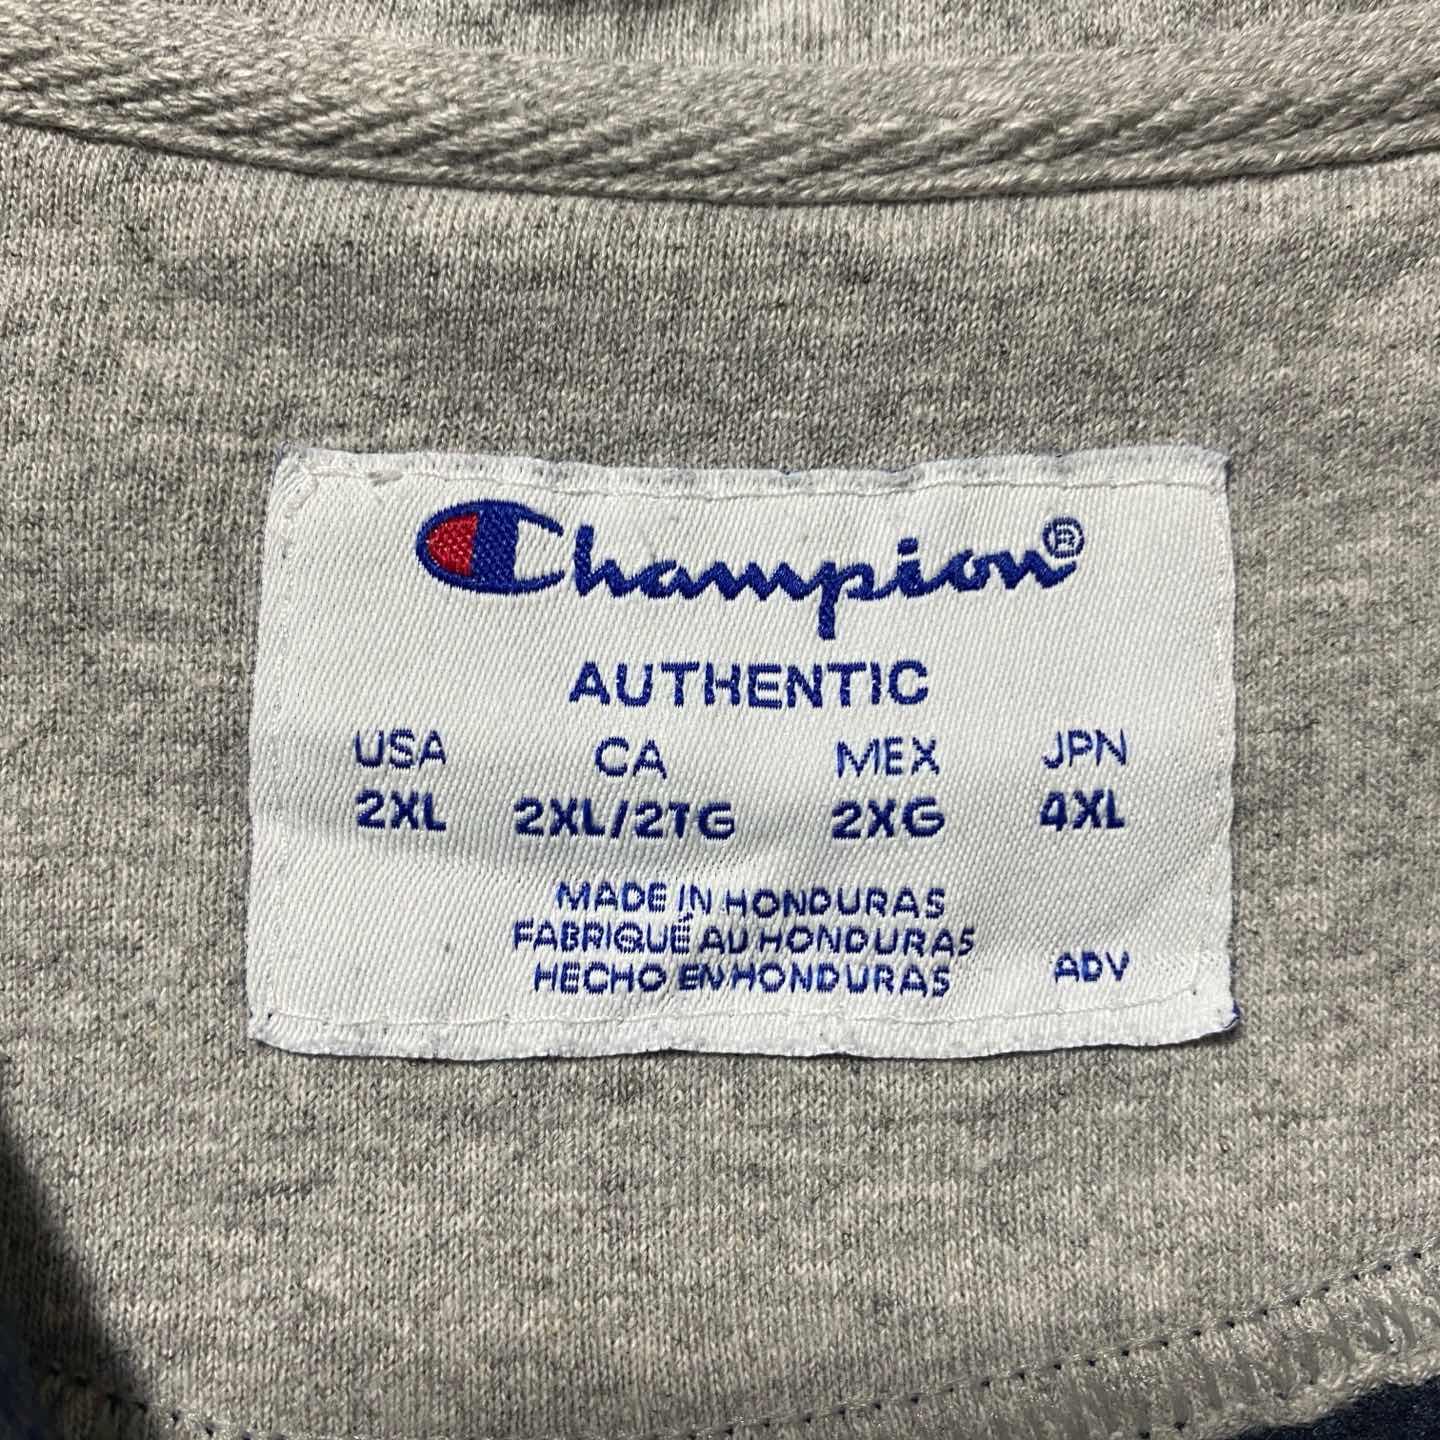 Champion®
AUTHENTIC
USA CA MEX JPN
2XL 2XL/2TG 2XG 4XL
MADE IN HONDURAS
FABRIQUÉ AU HONDURAS
HECHO EN HONDURAS ADV